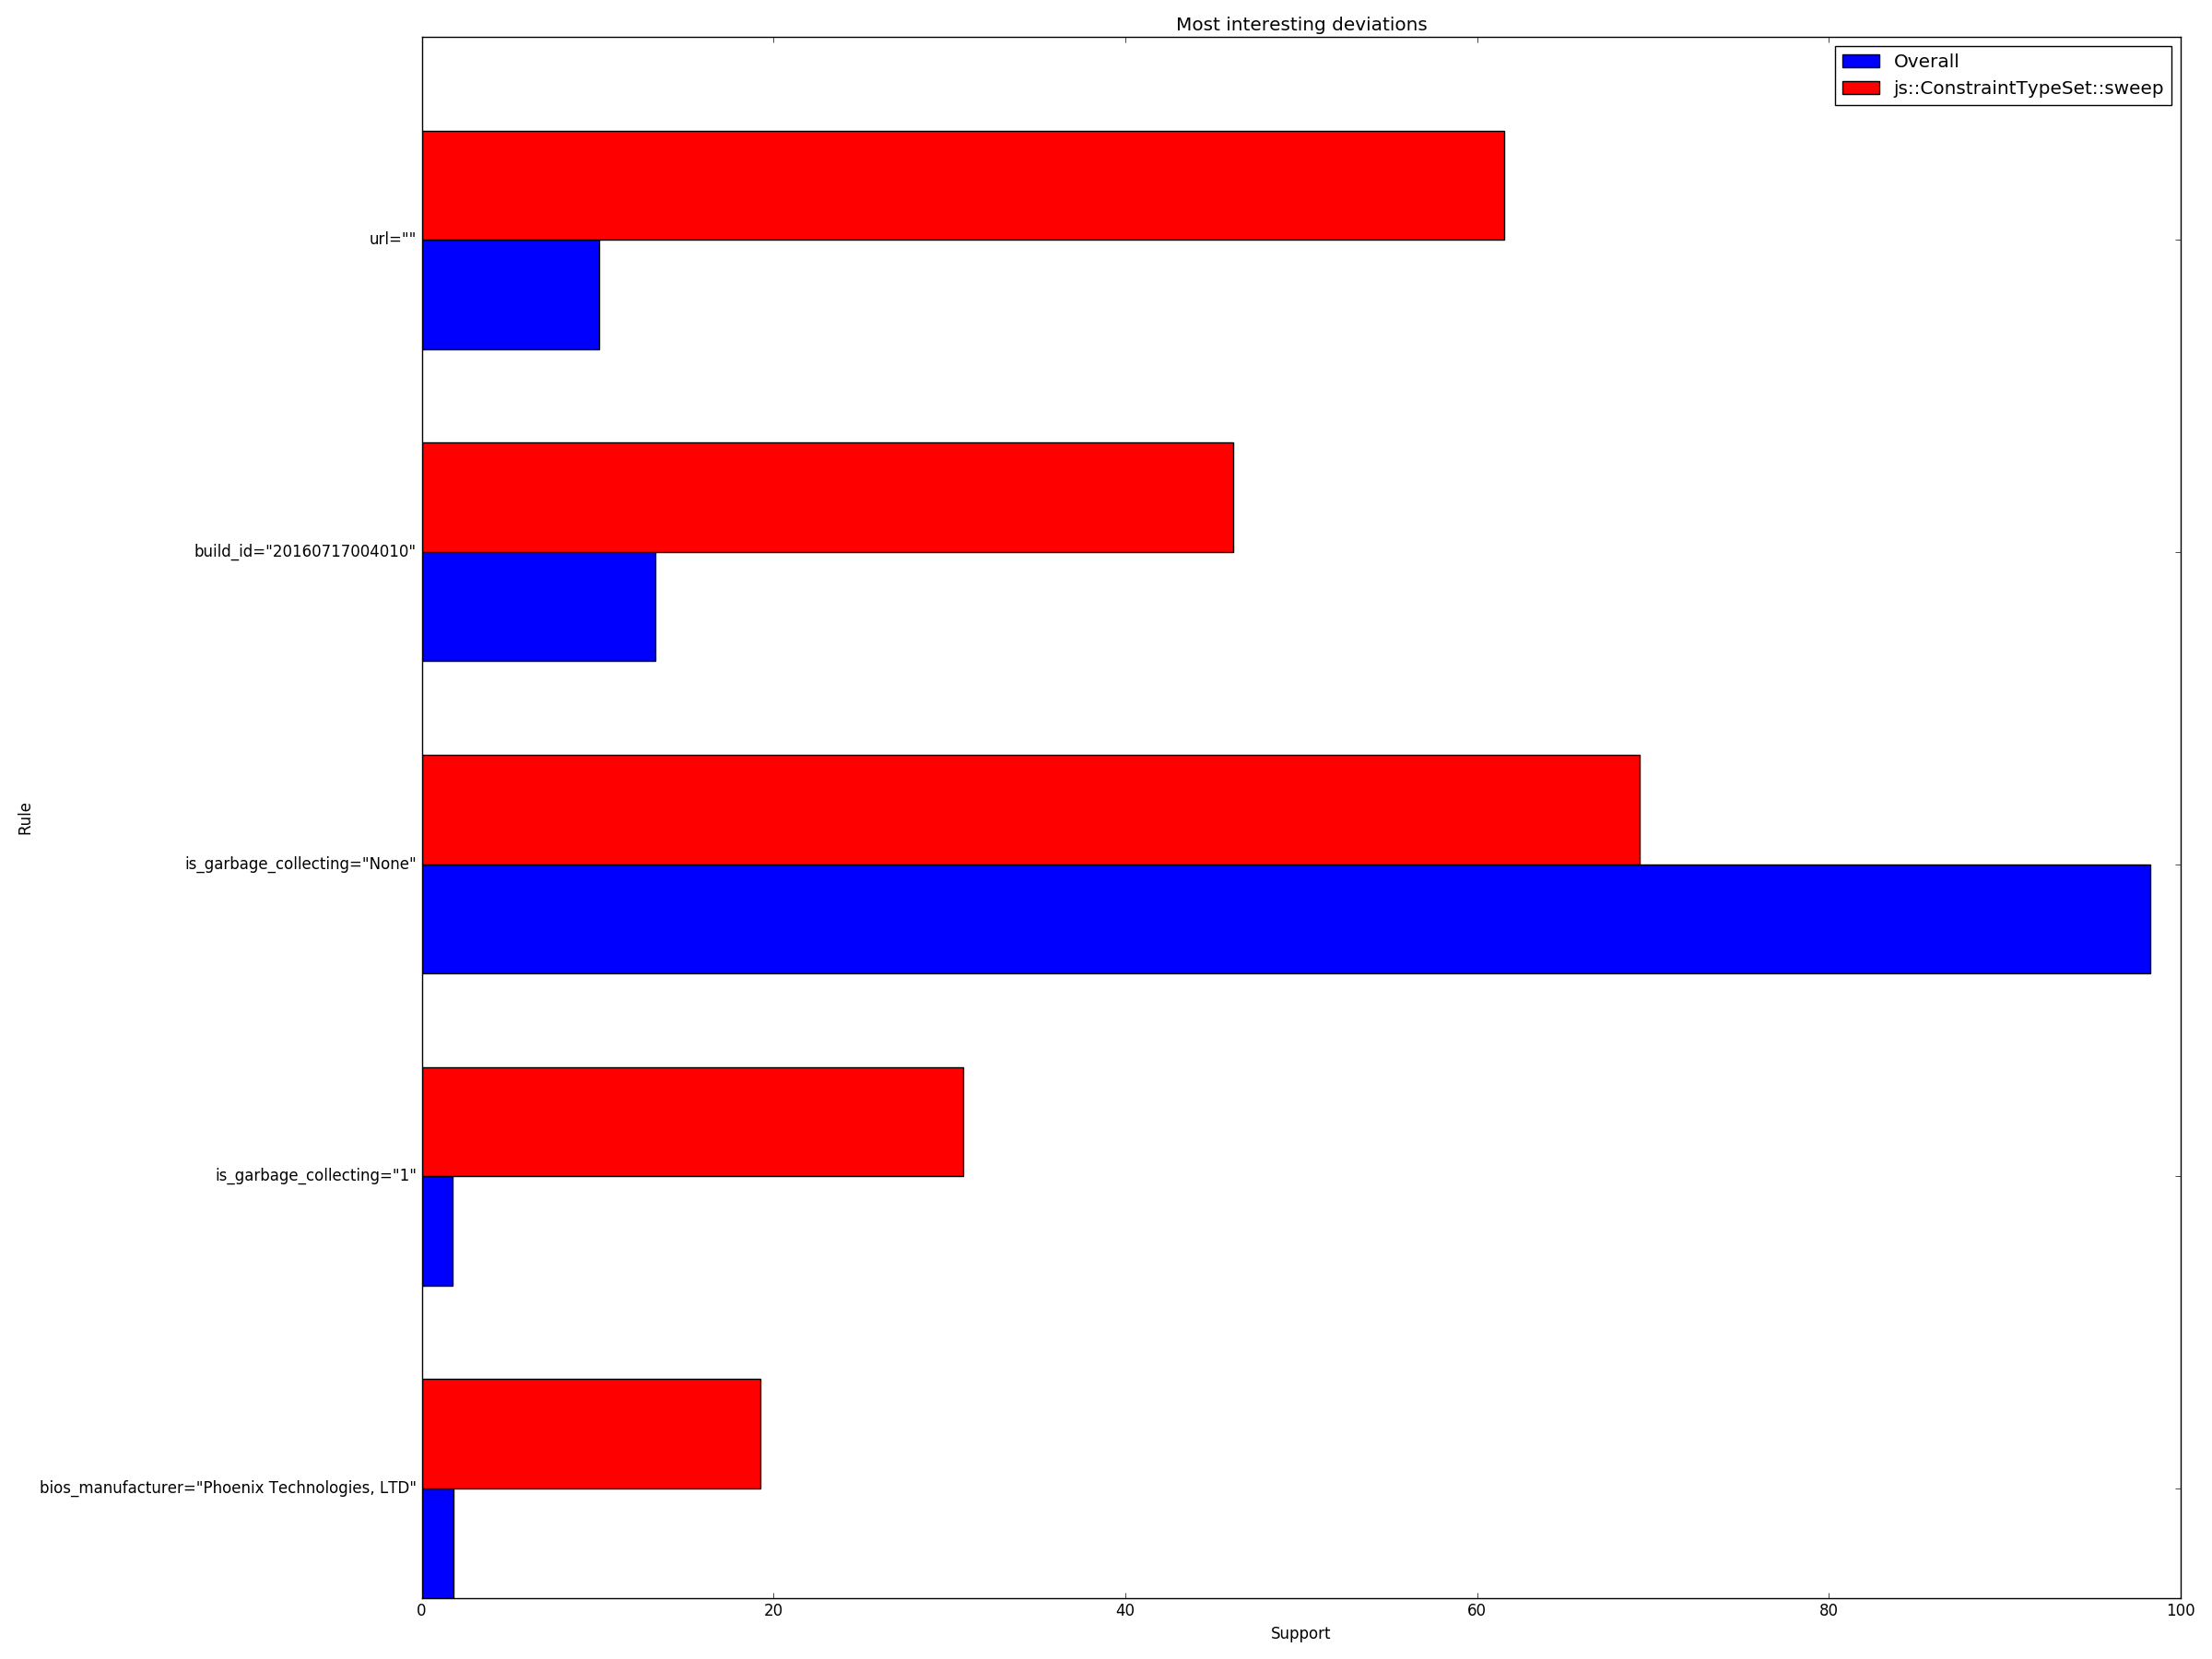 Most interesting deviations
Overall
js::ConstraintTypeSet::sweep
url=""
build_id="20160717004010"
Rule
is_garbage_collecting="None"
is_garbage_collecting="1"
bios_manufacturer="Phoenix Technologies, LTD"
0 20 40 60 80 100
Support